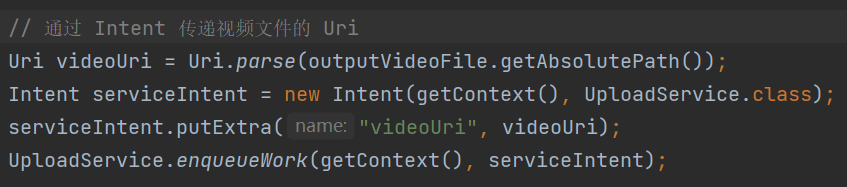 // 通过 Intent 传递视频文件的 Uri
Uri videoUri = Uri.parse(outputVideoFile.getAbsolutePath());
Intent serviceIntent = new Intent(getContext(), UploadService.class);
serviceIntent.putExtra( name: "videoUri", videoUri);
UploadService.enqueueWork(getContext(), serviceIntent);